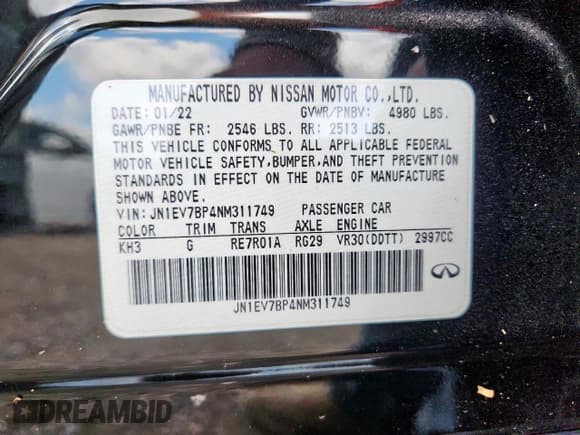 MANUFACTURED BY NISSAN MOTOR CO.,LTD.
DATE: 01/22 GVWR/PNBV: 4980 LBS.
GAWR/PNBE FR: 2546 LBS. RR: 2513 LBS.
THIS VEHICLE CONFORMS TO ALL APPLICABLE FEDERAL
MOTOR VEHICLE SAFETY,BUMPER,AND THEFT PREVENTION
STANDARDS IN EFFECT ON THE DATE OF MANUFACTURE
SHOWN ABOVE.
VIN: JN1EV7BP4NM311749 PASSENGER CAR
COLOR TRIM TRANS AXLE ENGINE
KH3 G RE7R01A RG29 VR30(DDTT) 2997CC
JN1EV7BP4NM311749
DREAMBID